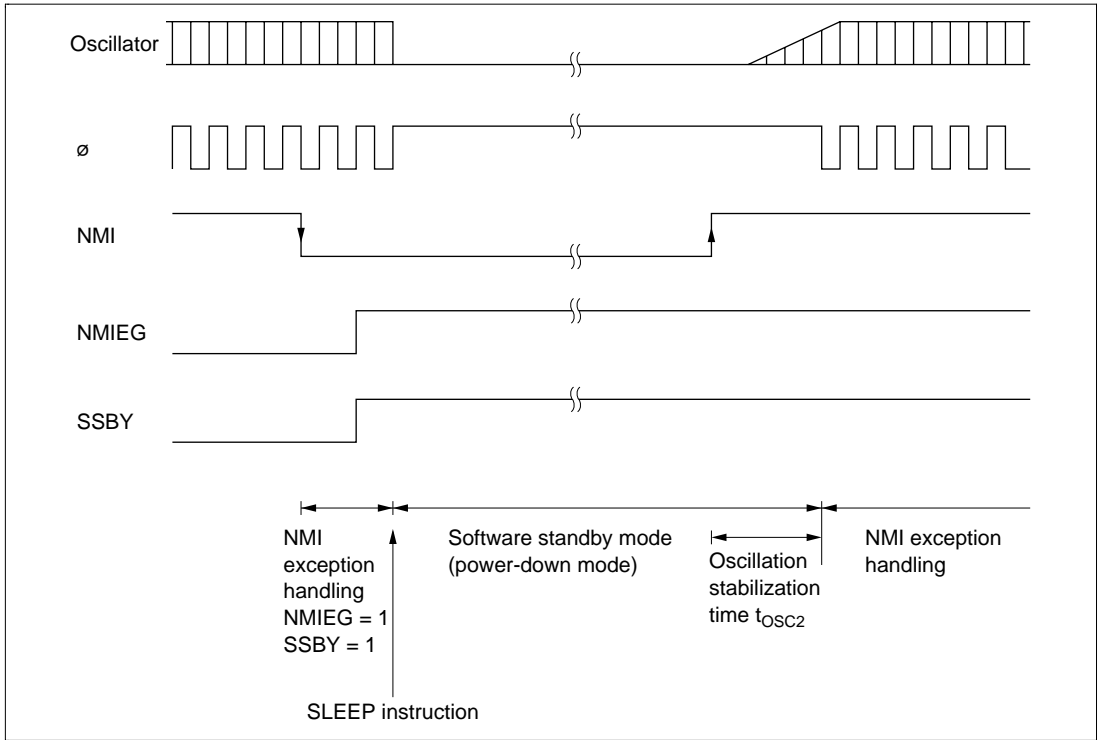 Oscillator
ø
NMI
NMIEG
SSBY
NMI
exception
handling
NMIEG = 1
SSBY = 1
Software standby mode
(power-down mode)
Oscillation
stabilization
time tOSC2
NMI exception
handling
SLEEP instruction